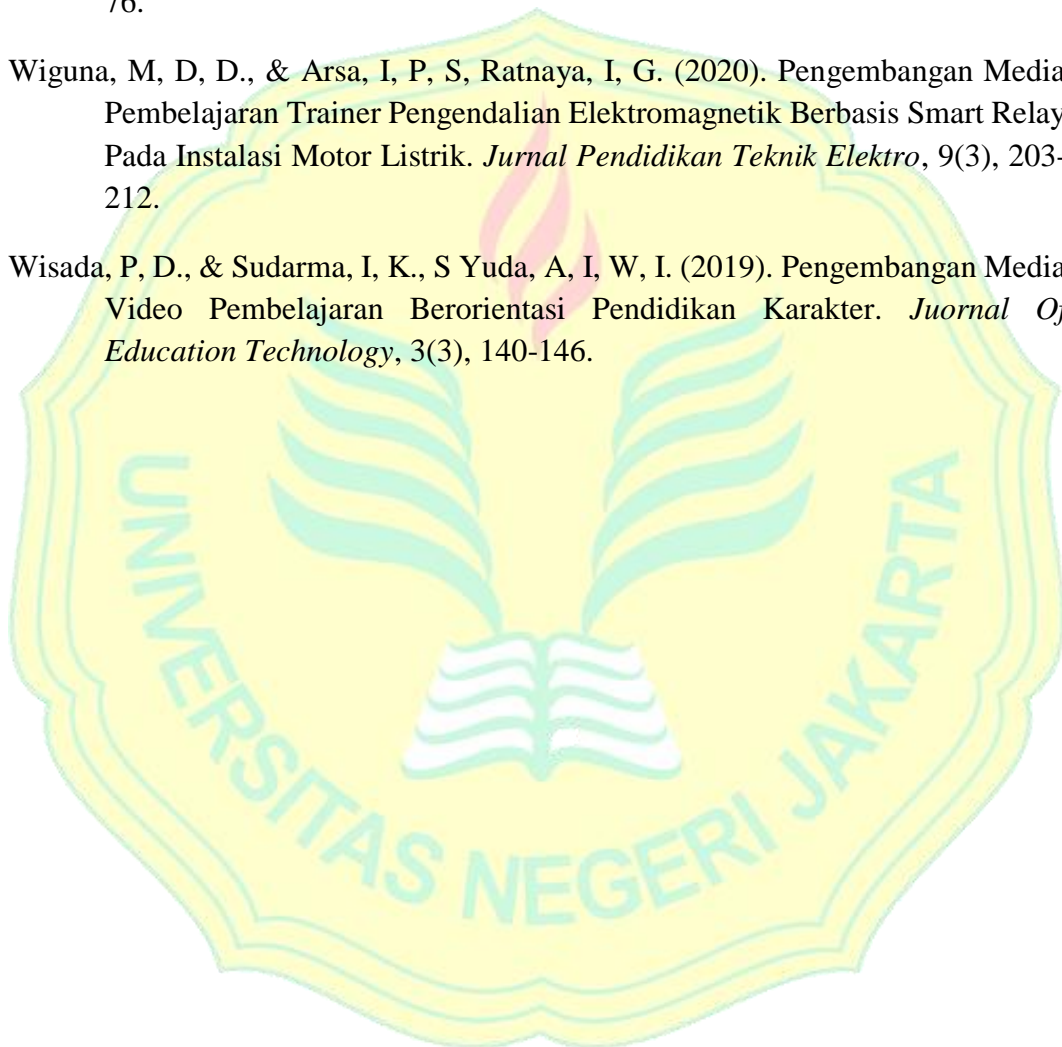 76.
Wiguna, M, D, D., & Arsa, I, P, S, Ratnaya, I, G. (2020). Pengembangan Media
Pembelajaran Trainer Pengendalian Elektromagnetik Berbasis Smart Relay
Pada Instalasi Motor Listrik. Jurnal Pendidikan Teknik Elektro, 9(3), 203-
212.
Wisada, P, D., & Sudarma, I, K., S Yuda, A, I, W, I. (2019). Pengembangan Media
Video Pembelajaran Berorientasi Pendidikan Karakter. Juornal Of
Education Technology, 3(3), 140-146.
UNIVERSITAS NEGERI JAKARTA